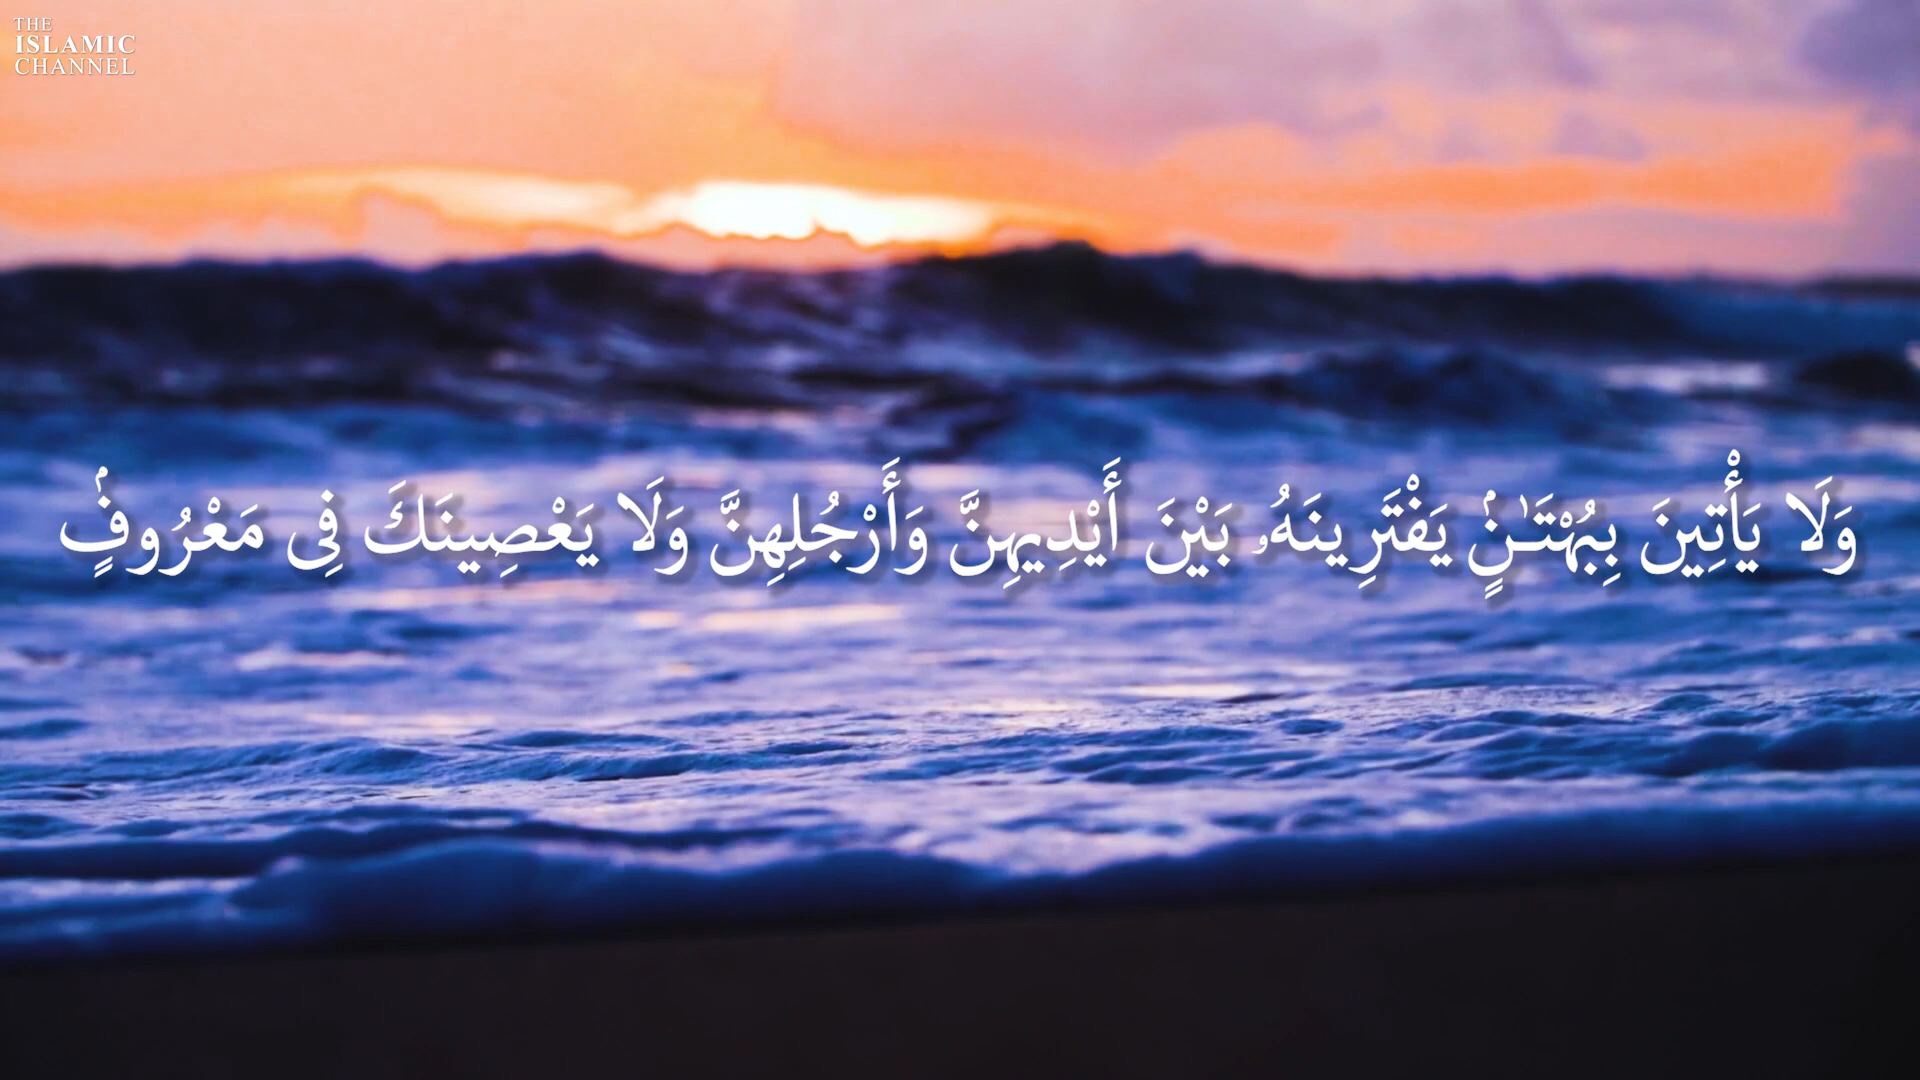 THE
ISLAMIC
CHANNEL
وَلَا يَأْتِينَ بِبُهْتَـٰنٍۢ يَفْتَرِينَهُۥ بَيْنَ أَيْدِيهِنَّ وَأَرْجُلِهِنَّ وَلَا يَعْصِينَكَ فِى مَعْرُوفٍۢ